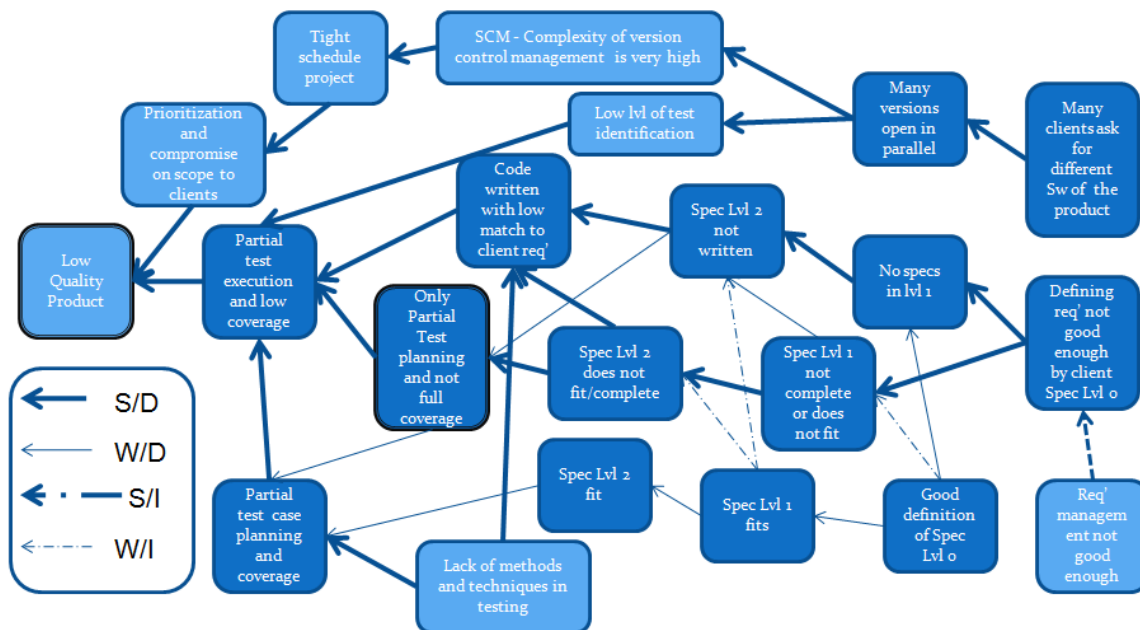 Tight
schedule
project
SCM - Complexity of version
control management is very high
Prioritization and
and
compromise
on scope to
clients
Low lvl of test
identification
Many
versions
open in
parallel
Many
clients ask
for
different
Sw of the
product
Code
written
with low
match to
client req'
Spec Lvl 2
not
written
Low
Quality
Product
Partial
test
execution
and low
coverage
No specs
in lvl 1
Defining
req' not
good
enough
by client
Spec Lvl 0
Only
Partial
Test
planning
and not
full
coverage
Spec Lvl 2
does not
fit/complete
Spec Lvl 1
not
complete
or does
not fit
S/D
W/D
S/I
W/I
Partial
test case
planning
and
coverage
Spec Lvl 2
fit
Spec Lvl 1
fits
Good
definition
of Spec
Lvl 0
Req'
manage
ment not
good
enough
Lack of methods
and techniques in
testing